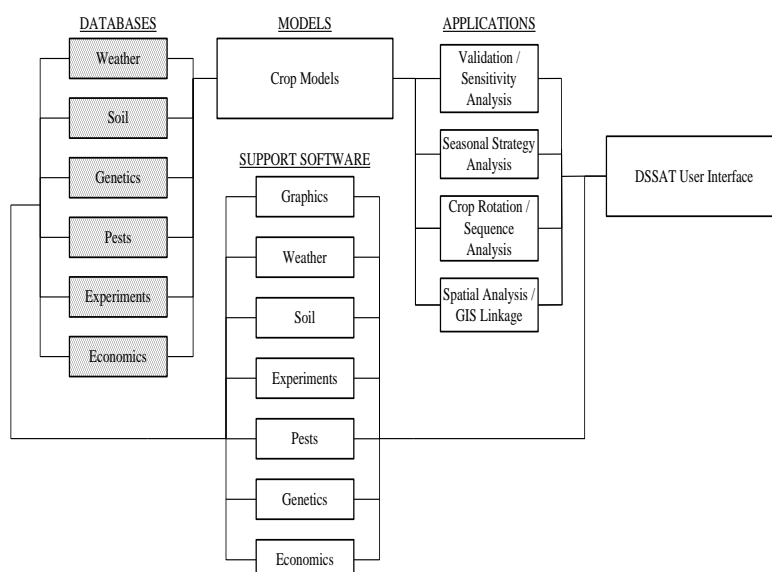 DATABASES
Weather
Soil
Genetics
Pests
Experiments
Economics
MODELS
Crop Models
SUPPORT SOFTWARE
Graphics
Weather
Soil
Experiments
Pests
Genetics
Economics
APPLICATIONS
Validation /
Sensitivity
Analysis
Seasonal Strategy
Analysis
Crop Rotation /
Sequence
Analysis
Spatial Analysis /
GIS Linkage
DSSAT User Interface